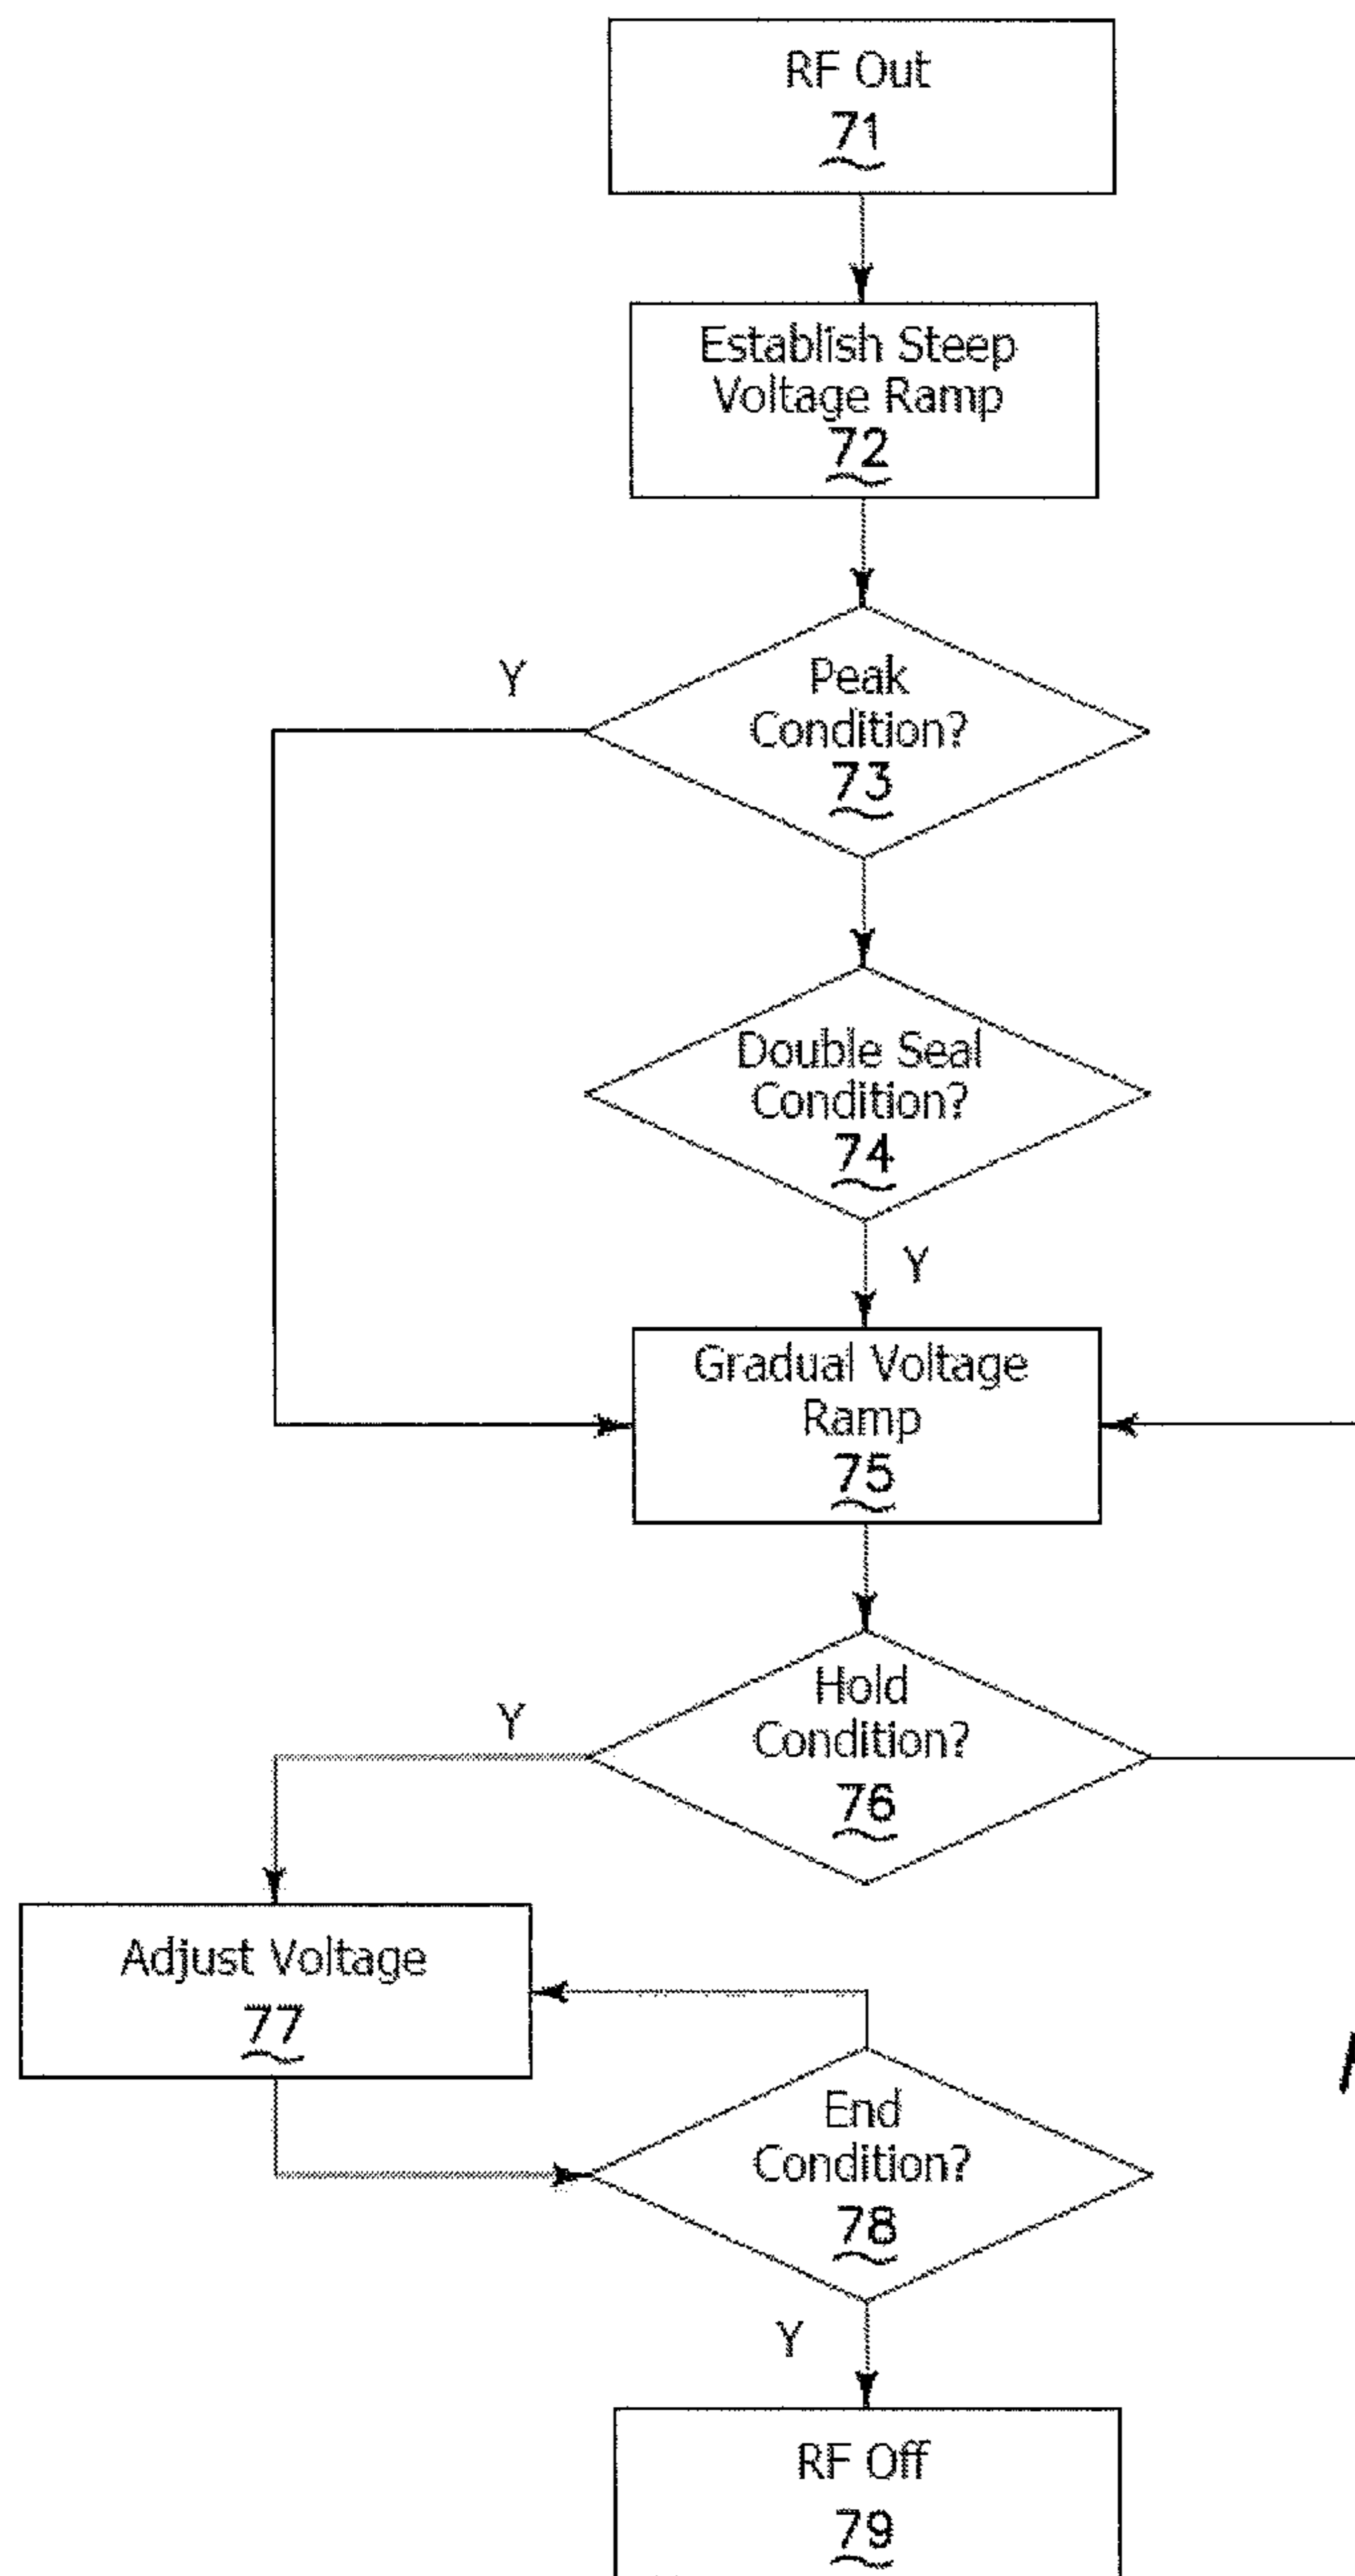 RF Out
71
Establish Steep
Voltage Ramp
72
Y
Peak
Condition?
73
Double Seal
Condition?
74
Y
Gradual Voltage
Ramp
75
Y
Hold
Condition?
76
Adjust Voltage
77
End
Condition?
78
Y
RF Off
79